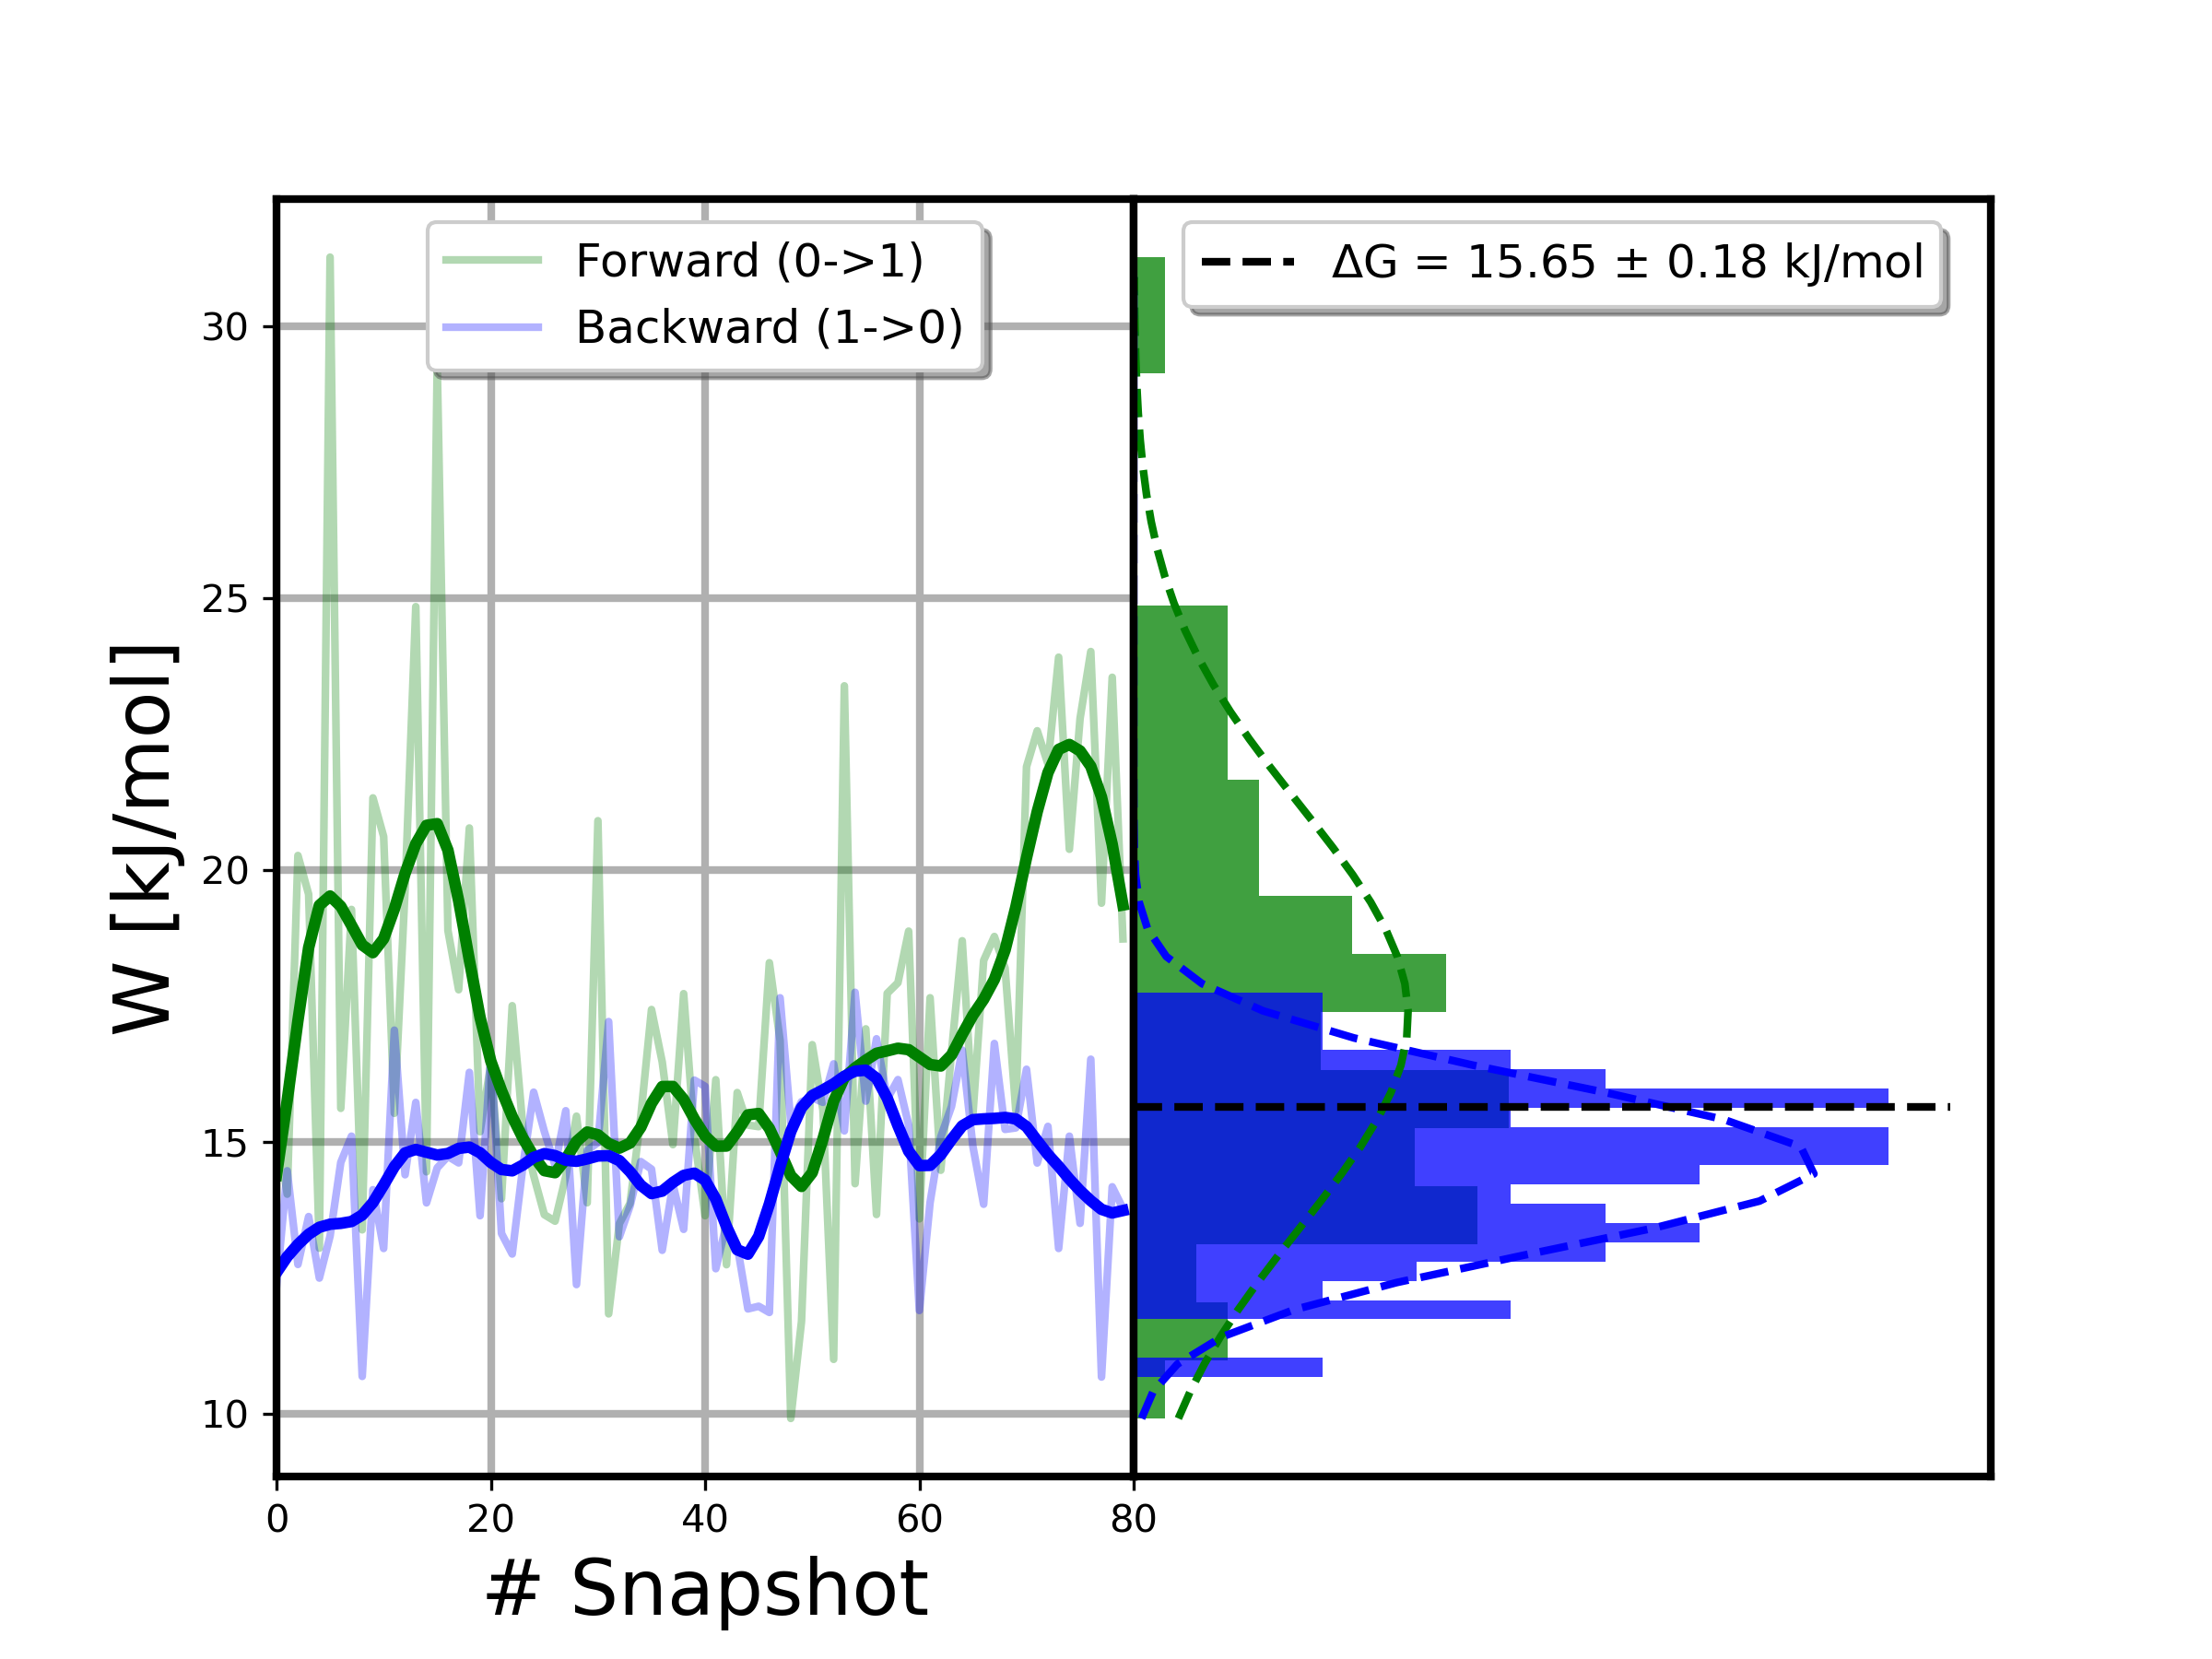 Forward (0->1)
Backward (1->0)
ΔG = 15.65 ± 0.18 kJ/mol
30
25
20
15
10
W [kJ/mol]
0 20 40 60 80
# Snapshot